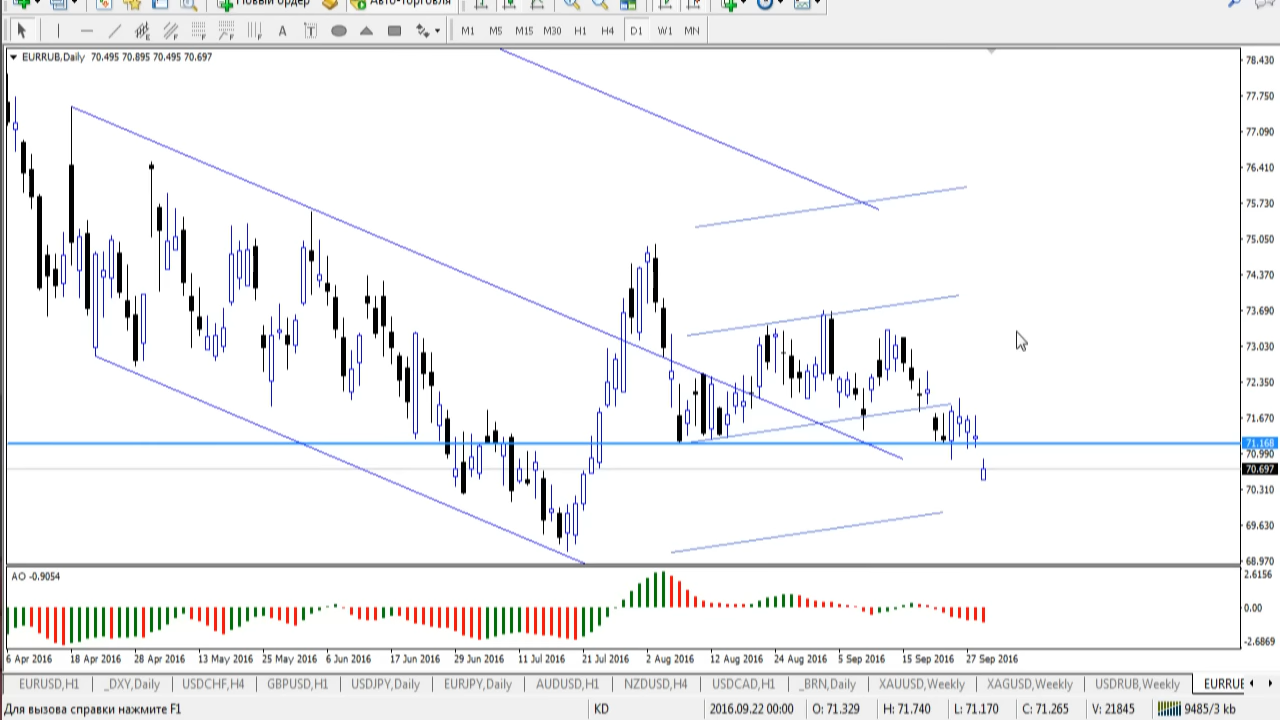 Новый ордер
Авто-торговля
A T M1 M5 M15 M30 H1 H4 D1 W1 MN
EURRUB,Daily 70.495 70.895 70.495 70.697
78.430
77.750
77.090
76.410
75.730
75.050
74.370
73.690
73.030
72.350
71.670
71.168
70.990
70.697
70.310
69.630
68.970
AO -0.9054
2.6156
0.00
-2.6869
6 Apr 2016 18 Apr 2016 28 Apr 2016 13 May 2016 25 May 2016 6 Jun 2016 17 Jun 2016 29 Jun 2016 11 Jul 2016 21 Jul 2016 2 Aug 2016 12 Aug 2016 24 Aug 2016 5 Sep 2016 15 Sep 2016 27 Sep 2016
EURUSD,H1 _DXY,Daily USDCHF,H4 GBPUSD,H1 USDJPY,Daily EURJPY,Daily AUDUSD,H1 NZDUSD,H4 USDCAD,H1 _BRN,Daily XAUUSD,Weekly XAGUSD,Weekly USDRUB,Weekly EURRUB
Для вызова справки нажмите F1 KD 2016.09.22 00:00 O: 71.329 H: 71.740 L: 71.170 C: 71.265 V: 21845 9485/3 kb